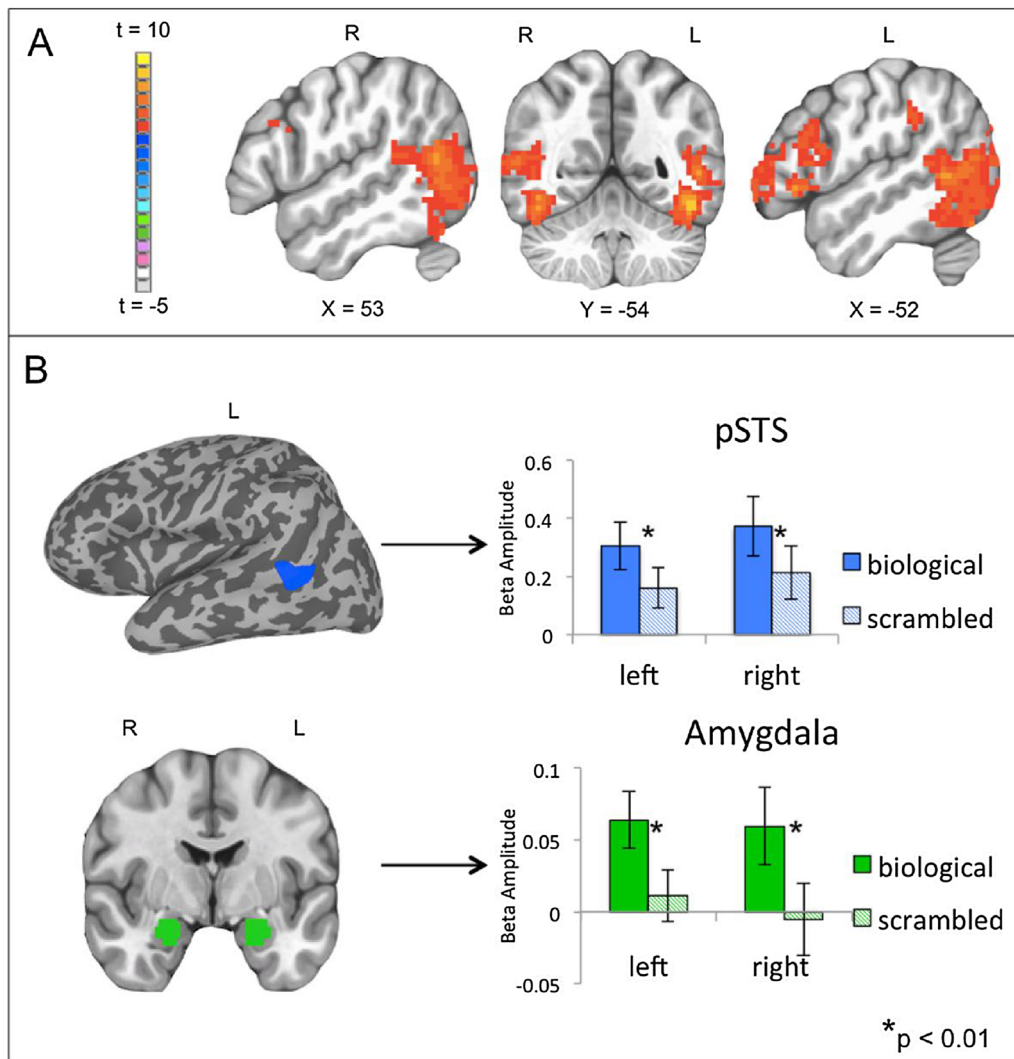 A
t = 10
R
R
L
L
t = -5
X = 53
Y = -54
X = -52
B
L
pSTS
0.6
0.4
0.2
0
Beta Amplitude
*
*
biological
scrambled
left
right
R
L
Amygdala
0.1
0.05
0
-0.05
Beta Amplitude
*
*
biological
scrambled
left
right
*p < 0.01